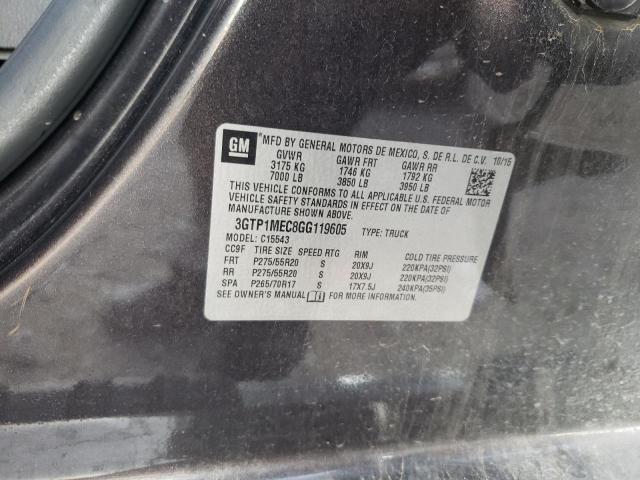 GM
MFD BY GENERAL MOTORS DE MEXICO, S. DE R.L. DE C.V. 10/15
GVWR GAWR FRT GAWR RR
3175 KG 1746 KG 1792 KG
7000 LB 3850 LB 3950 LB
THIS VEHICLE CONFORMS TO ALL APPLICABLE U.S. FEDERAL MOTOR
VEHICLE SAFETY STANDARDS IN EFFECT ON THE DATE OF
MANUFACTURE SHOWN ABOVE.
3GTP1MEC8GG119605 TYPE: TRUCK
MODEL: C15543
CC9F TIRE SIZE SPEED RTG RIM COLD TIRE PRESSURE
FRT P275/55R20 S 20X9J 220KPA(32PSI)
RR P275/55R20 S 20X9J 220KPA(32PSI)
SPA P265/70R17 S 17X7.5J 240KPA(35PSI)
SEE OWNER'S MANUAL FOR MORE INFORMATION.